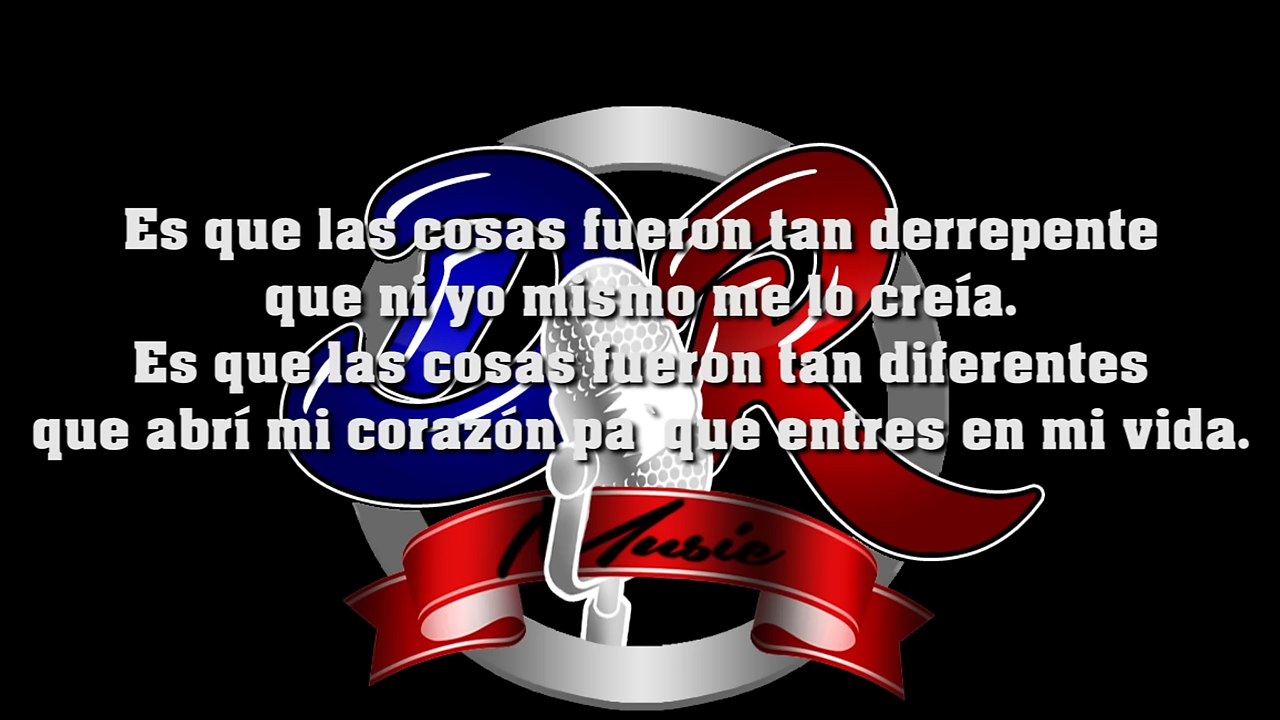 Es que las cosas fueron tan derrepente
que ni yo mismo me lo creía.
Es que las cosas fueron tan diferentes
que abrí mi corazón pa que entres en mi vida.
DR
Music